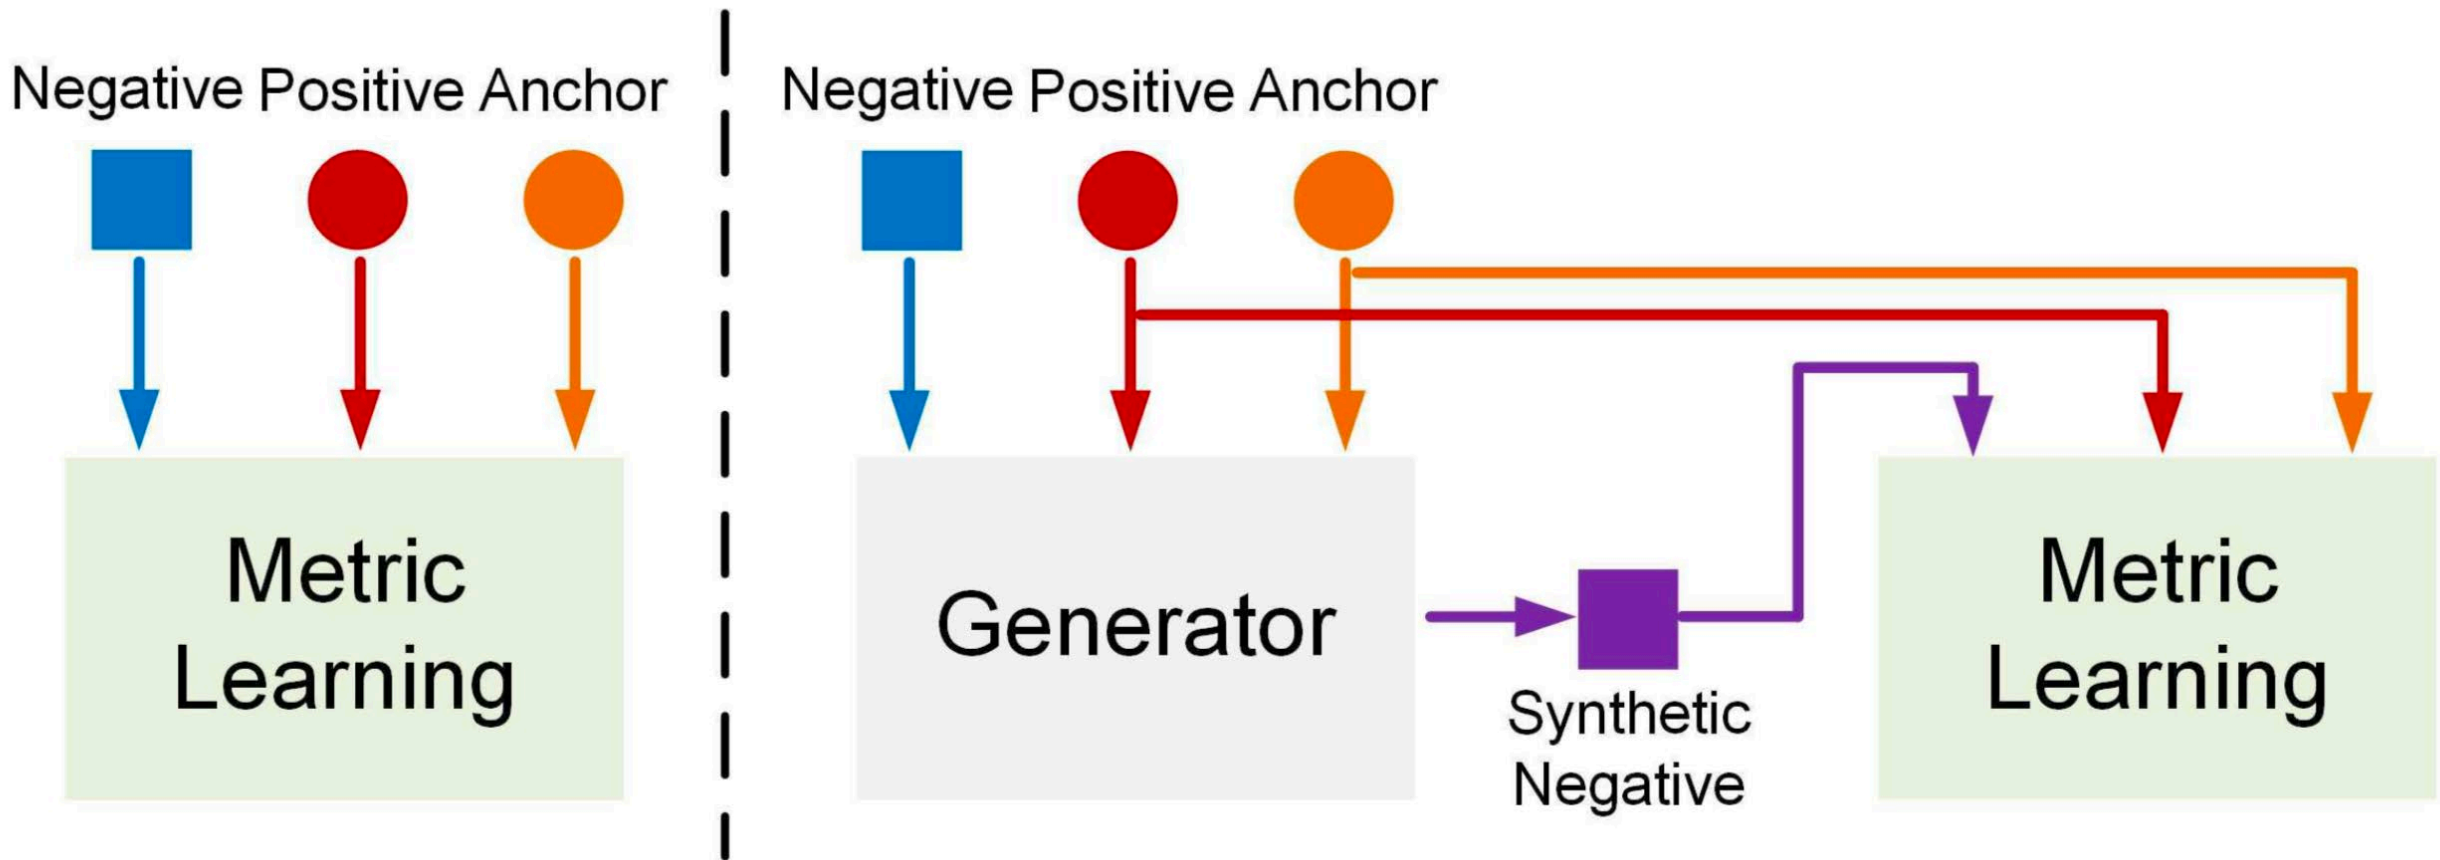 Negative Positive Anchor
Metric
Learning
Negative Positive Anchor
Generator
Synthetic
Negative
Metric
Learning